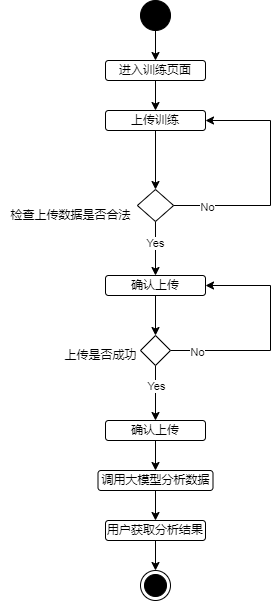 进入训练页面
上传训练
检查上传数据是否合法
No
Yes
确认上传
上传是否成功
No
Yes
确认上传
调用大模型分析数据
用户获取分析结果